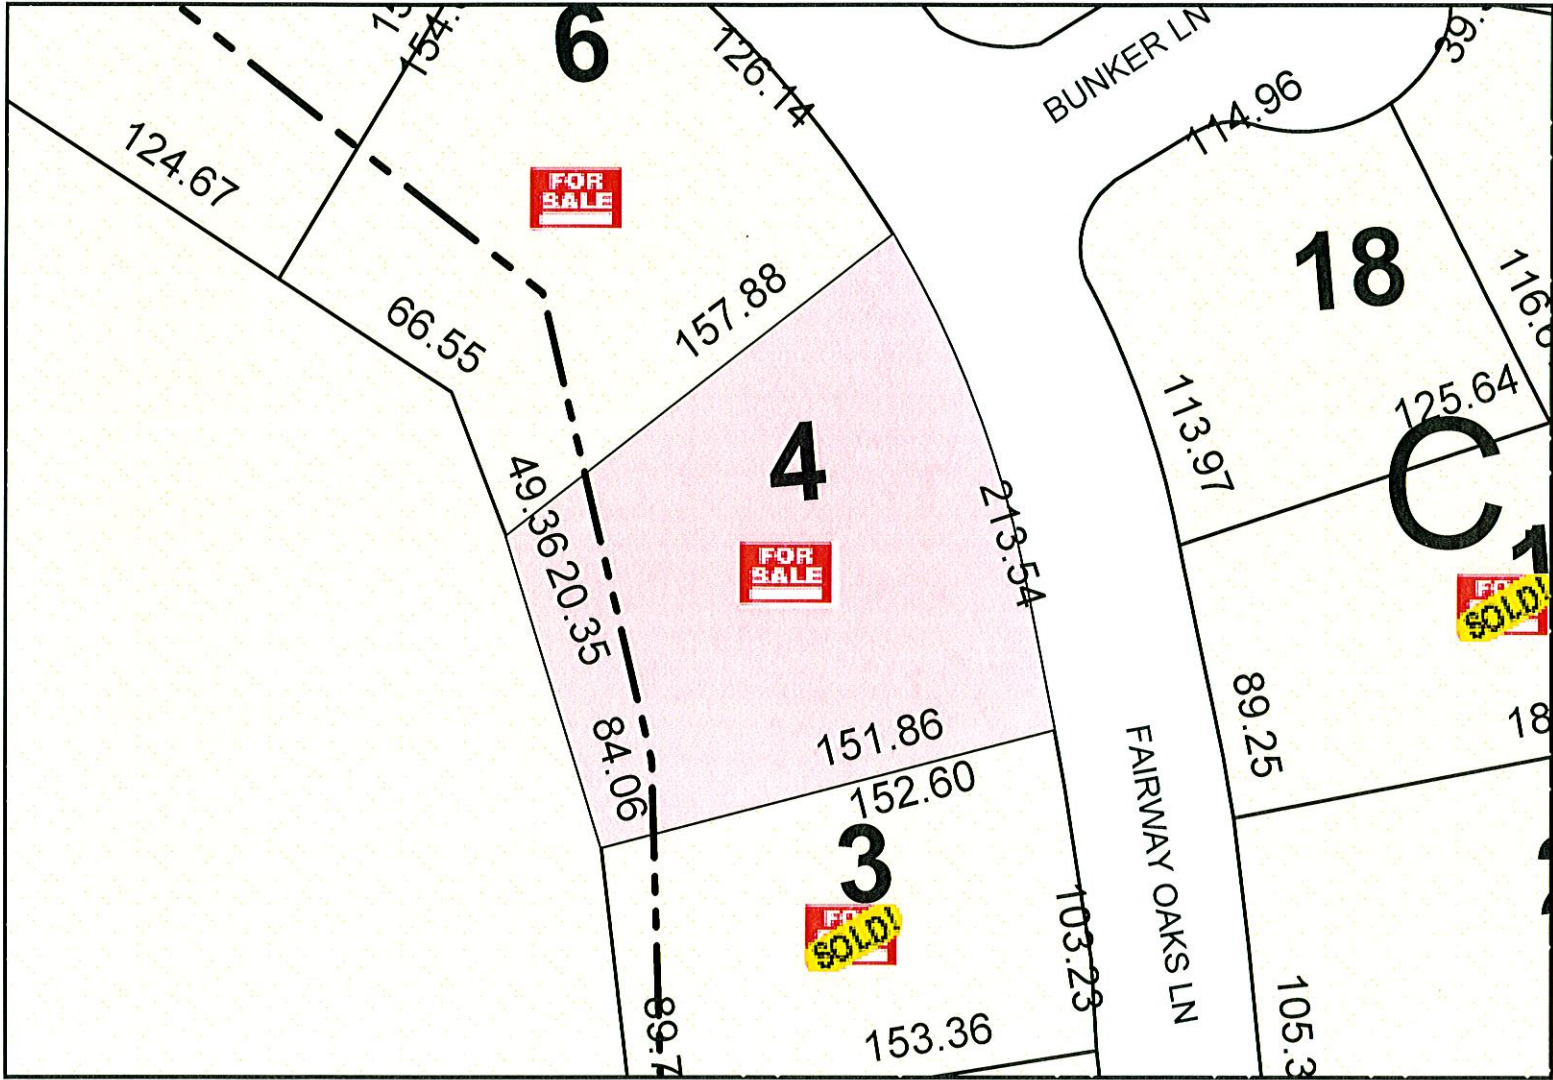 6
126.14
BUNKER LN
114.96
124.67
FOR
SALE
18
66.55
157.88
113.97
125.64
C
4
49.36
20.35
213.54
FOR
SALE
SOLD!
84.06
151.86
152.60
89.25
FAIRWAY OAKS LN
3
SOLD!
103.23
153.36